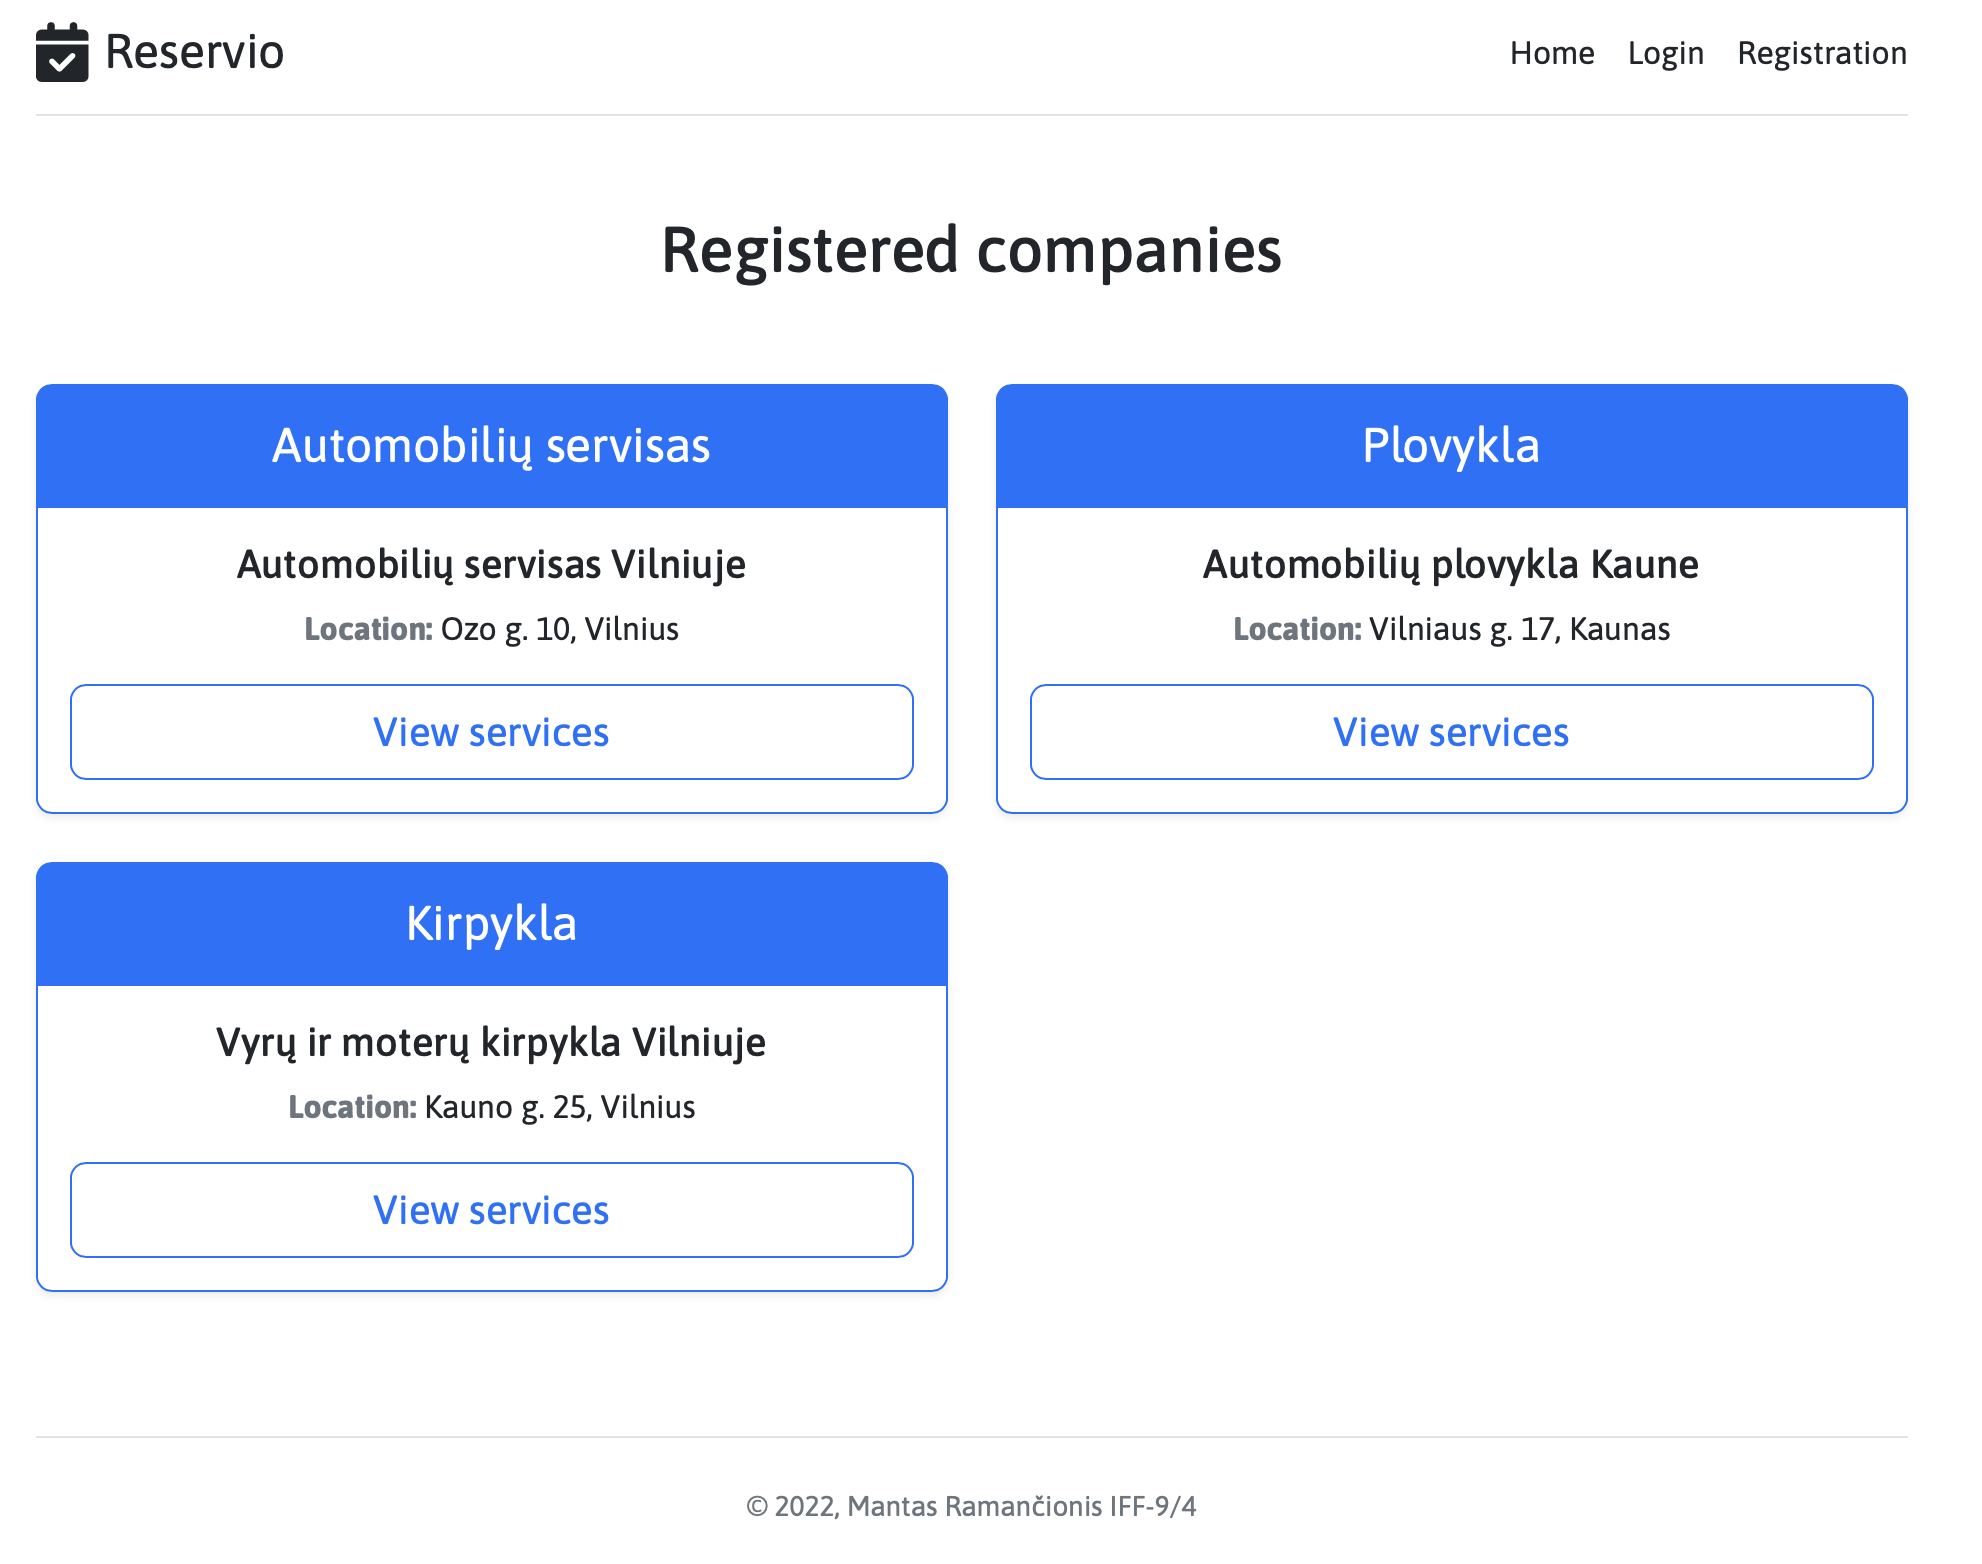 Reservio
Home Login Registration
Registered companies
Automobilių servisas
Automobilių servisas Vilniuje
Location: Ozo g. 10, Vilnius
View services
Plovykla
Automobilių plovykla Kaune
Location: Vilniaus g. 17, Kaunas
View services
Kirpykla
Vyrų ir moterų kirpykla Vilniuje
Location: Kauno g. 25, Vilnius
View services
© 2022, Mantas Ramančionis IFF-9/4